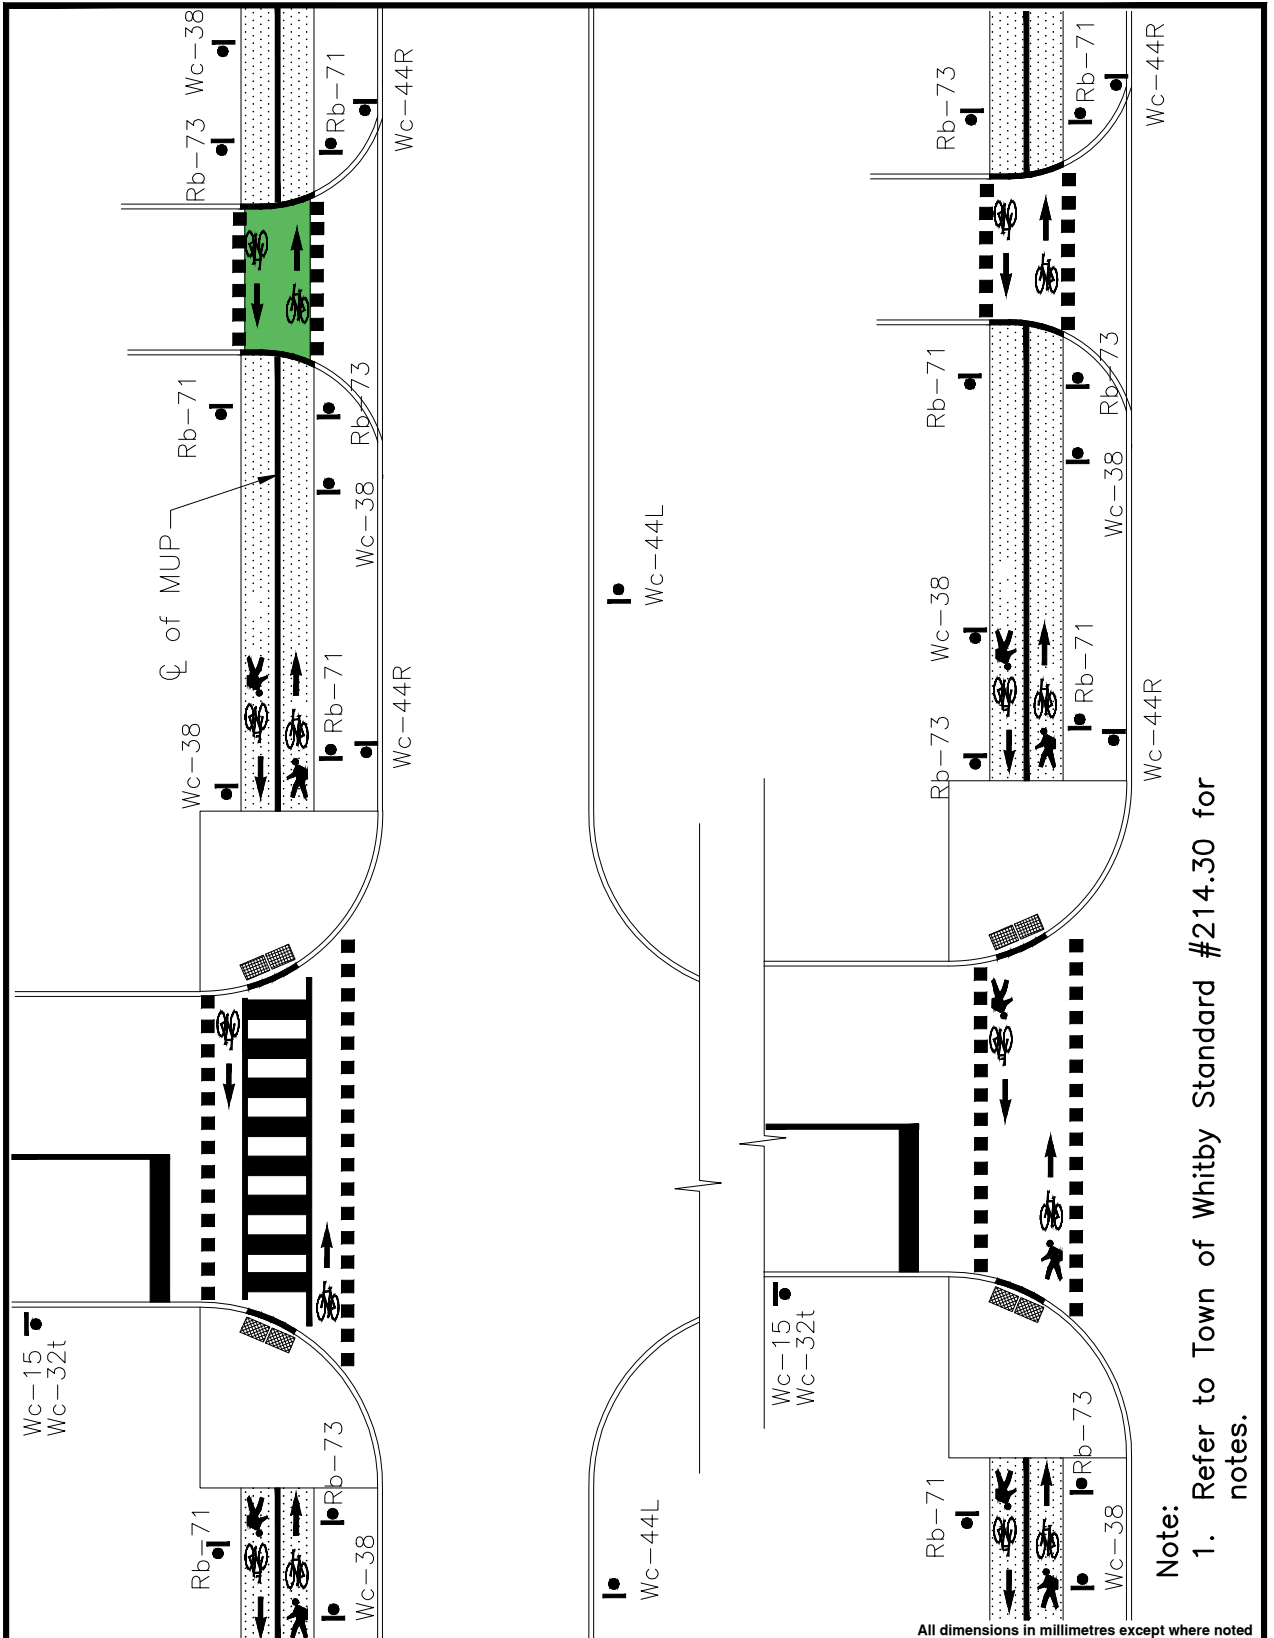 Wc-38
Rb-73
Rb-71
Wc-44R
Rb-71
Rb-73
Wc-38
℄ of MUP
Wc-38
Rb-71
Wc-44R
Wc-44L
Wc-15
Wc-32t
Rb-73
Rb-71
Wc-38
Wc-44L
Rb-73
Rb-71
Wc-44R
Rb-71
Rb-73
Wc-38
Wc-38
Rb-71
Rb-73
Wc-44R
Wc-15
Wc-32t
Rb-73
Rb-71
Wc-38
Note:
1. Refer to Town of Whitby Standard #214.30 for
notes.
All dimensions in millimetres except where noted